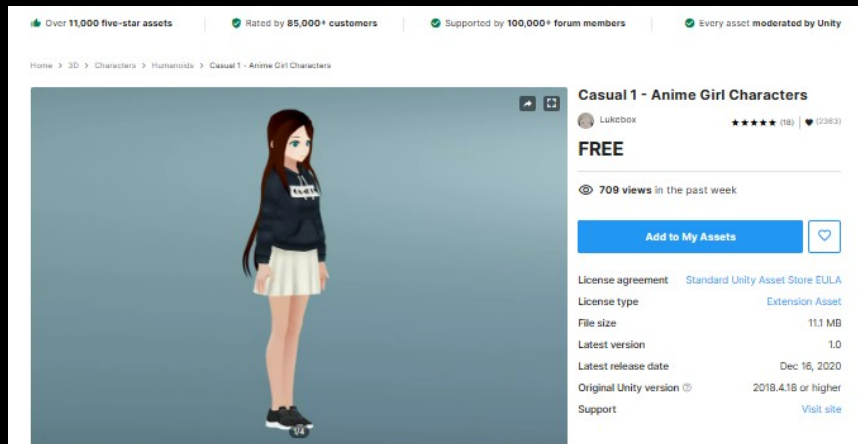 Over 11,000 five-star assets
Rated by 85,000+ customers
Supported by 100,000+ forum members
Every asset moderated by Unity
Home > 3D > Characters > Humanoids > Casual 1 - Anime Girl Characters
Casual 1 - Anime Girl Characters
Lukebox
(18) | (2363)
FREE
709 views in the past week
Add to My Assets
License agreement Standard Unity Asset Store EULA
License type Extension Asset
File size 11.1 MB
Latest version 1.0
Latest release date Dec 16, 2020
Original Unity version 2018.4.18 or higher
Support Visit site
1/4